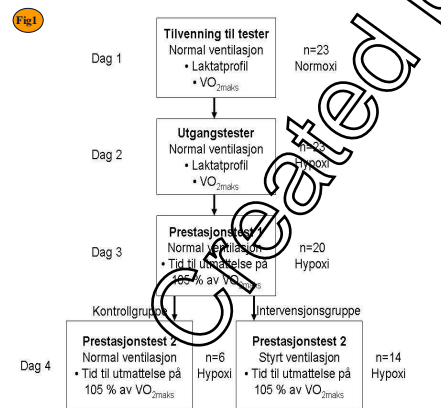 Fig1
Tilvenning til tester
Normal ventilasjon
• Laktatprofil
• VO2maks
Dag 1
n=23
Normoxi
Utgangstester
Normal ventilasjon
• Laktatprofil
• VO2maks
Dag 2
n=23
Hypoxi
Prestasjonstest 1
Normal ventilasjon
• Tid til utmattelse på
105 % av VO2maks
Dag 3
n=20
Hypoxi
Kontrollgruppe
Intervensjonsgruppe
Dag 4
Prestasjonstest 2
Normal ventilasjon
• Tid til utmattelse på
105 % av VO2maks
n=6
Hypoxi
Prestasjonstest 2
Styrt ventilasjon
• Tid til utmattelse på
105 % av VO2maks
n=14
Hypoxi
Created